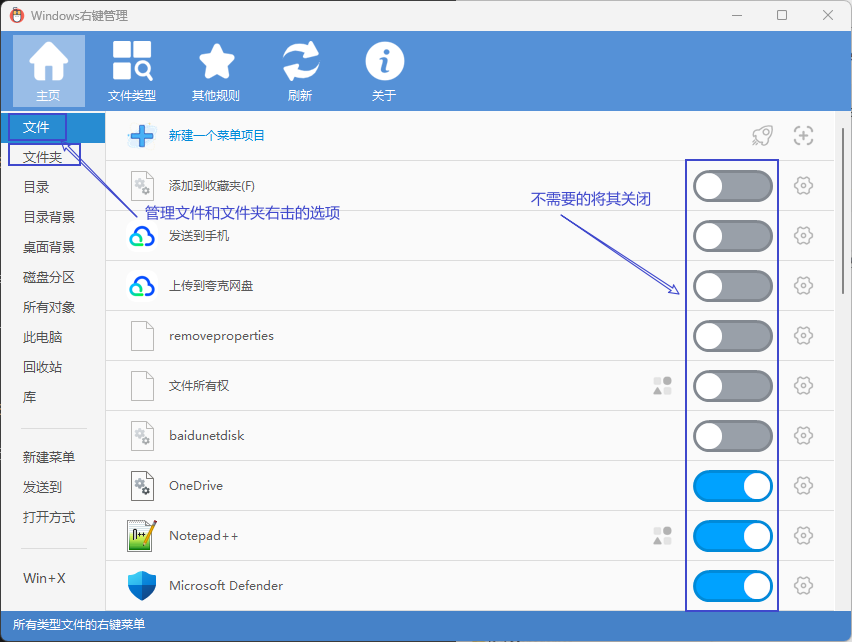 Windows右键管理
主页
文件类型
其他规则
刷新
关于
文件
文件夹
目录
目录背景
桌面背景
磁盘分区
所有对象
此电脑
回收站
库
新建菜单
发送到
打开方式
Win+X
新建一个菜单项目
添加到收藏夹(F)
管理文件和文件夹右击的选项
不需要的将其关闭
发送到手机
上传到夸克网盘
removeproperties
文件所有权
baidunetdisk
OneDrive
Notepad++
Microsoft Defender
所有类型文件的右键菜单